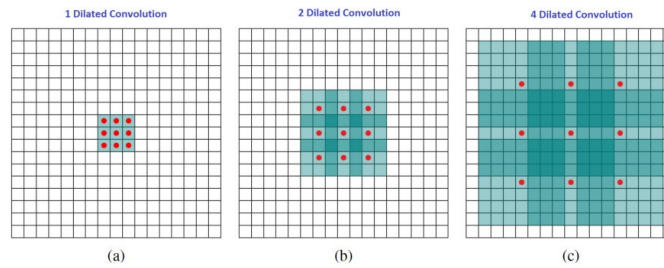 1 Dilated Convolution
2 Dilated Convolution
4 Dilated Convolution
(a)
(b)
(c)